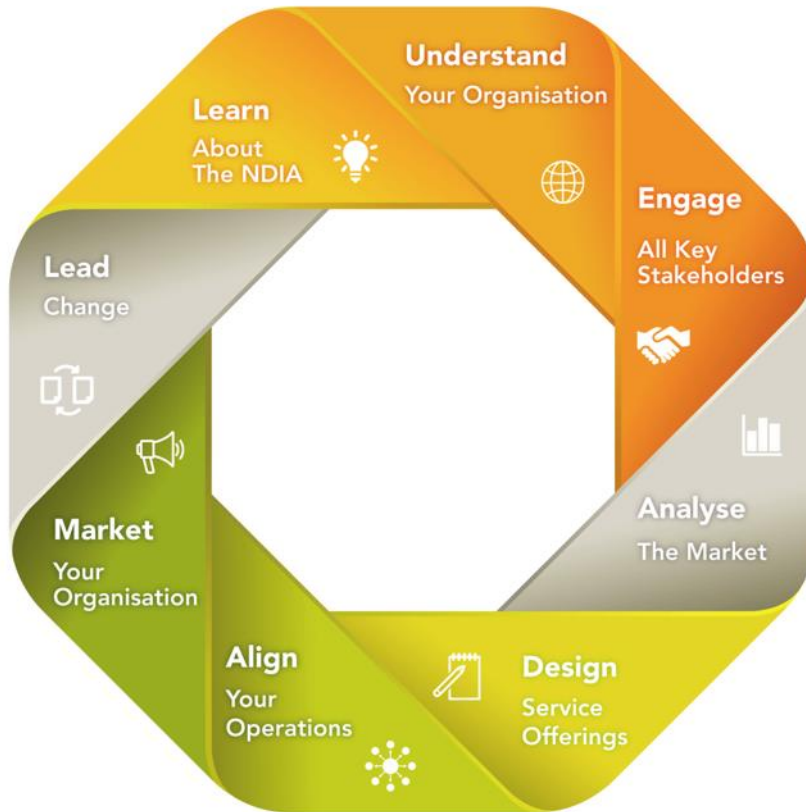 Learn
About
The NDIA
Understand
Your Organisation
Engage
All Key
Stakeholders
Analyse
The Market
Design
Service
Offerings
Align
Your
Operations
Market
Your
Organisation
Lead
Change